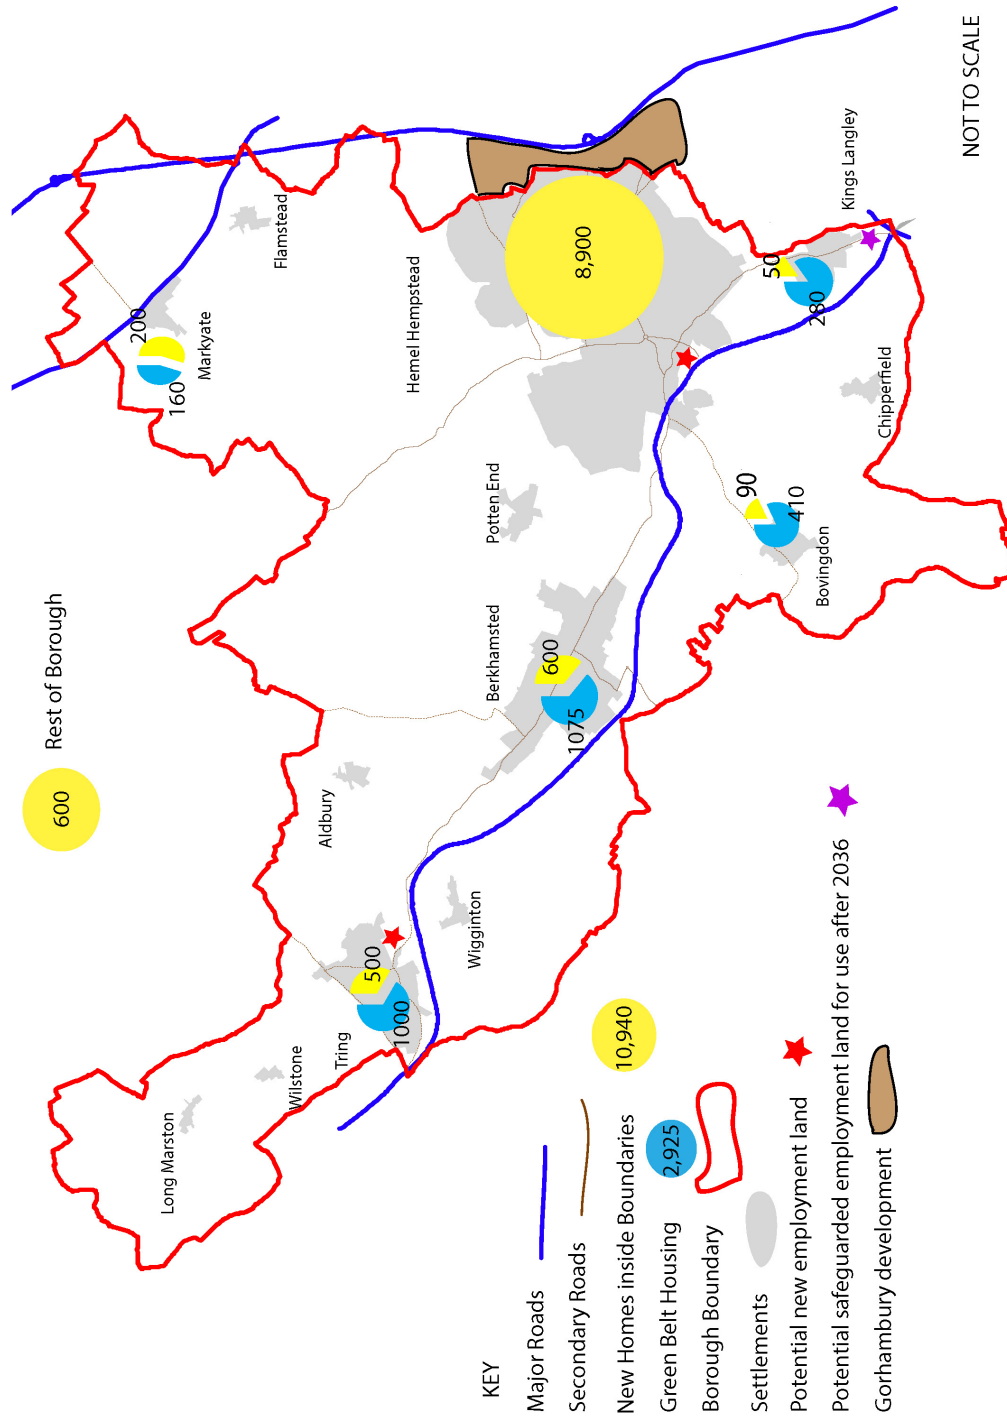 600
Rest of Borough
Long Marston
Wilstone
Tring
1000
500
Aldbury
Wigginton
Berkhamsted
1075
600
Potten End
Hemel Hempstead
8,900
Markyate
160
200
Flamstead
Bovingdon
90
410
Chipperfield
50
280
Kings Langley
KEY
Major Roads
Secondary Roads
New Homes inside Boundaries
10,940
Green Belt Housing
2,925
Borough Boundary
Settlements
Potential new employment land
Potential safeguarded employment land for use after 2036
Gorhambury development
NOT TO SCALE